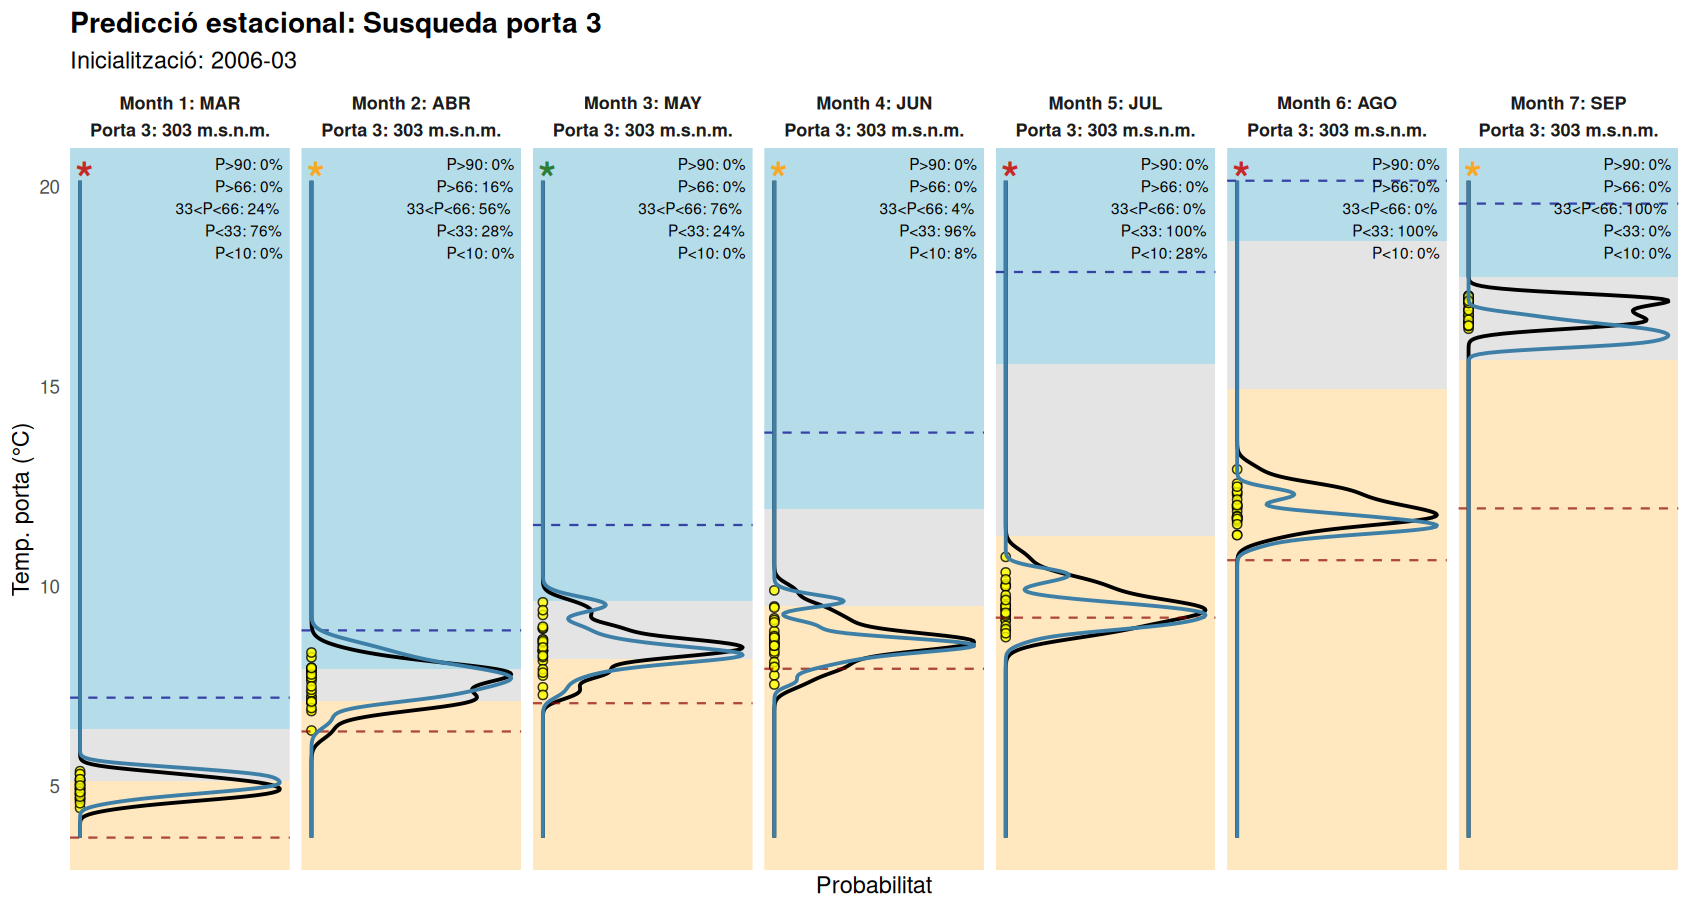 Predicció estacional: Susqueda porta 3
Inicialització: 2006-03
Month 1: MAR
Porta 3: 303 m.s.n.m.
Month 2: ABR
Porta 3: 303 m.s.n.m.
Month 3: MAY
Porta 3: 303 m.s.n.m.
Month 4: JUN
Porta 3: 303 m.s.n.m.
Month 5: JUL
Porta 3: 303 m.s.n.m.
Month 6: AGO
Porta 3: 303 m.s.n.m.
Month 7: SEP
Porta 3: 303 m.s.n.m.
*
P>90: 0%
P>66: 0%
33<P<66: 24%
P<33: 76%
P<10: 0%
*
P>90: 0%
P>66: 16%
33<P<66: 56%
P<33: 28%
P<10: 0%
*
P>90: 0%
P>66: 0%
33<P<66: 76%
P<33: 24%
P<10: 0%
*
P>90: 0%
P>66: 0%
33<P<66: 4%
P<33: 96%
P<10: 8%
*
P>90: 0%
P>66: 0%
33<P<66: 0%
P<33: 100%
P<10: 28%
*
P>90: 0%
P>66: 0%
33<P<66: 0%
P<33: 100%
P<10: 0%
*
P>90: 0%
P>66: 0%
33<P<66: 100%
P<33: 0%
P<10: 0%
20
15
10
5
Temp. porta (°C)
Probabilitat